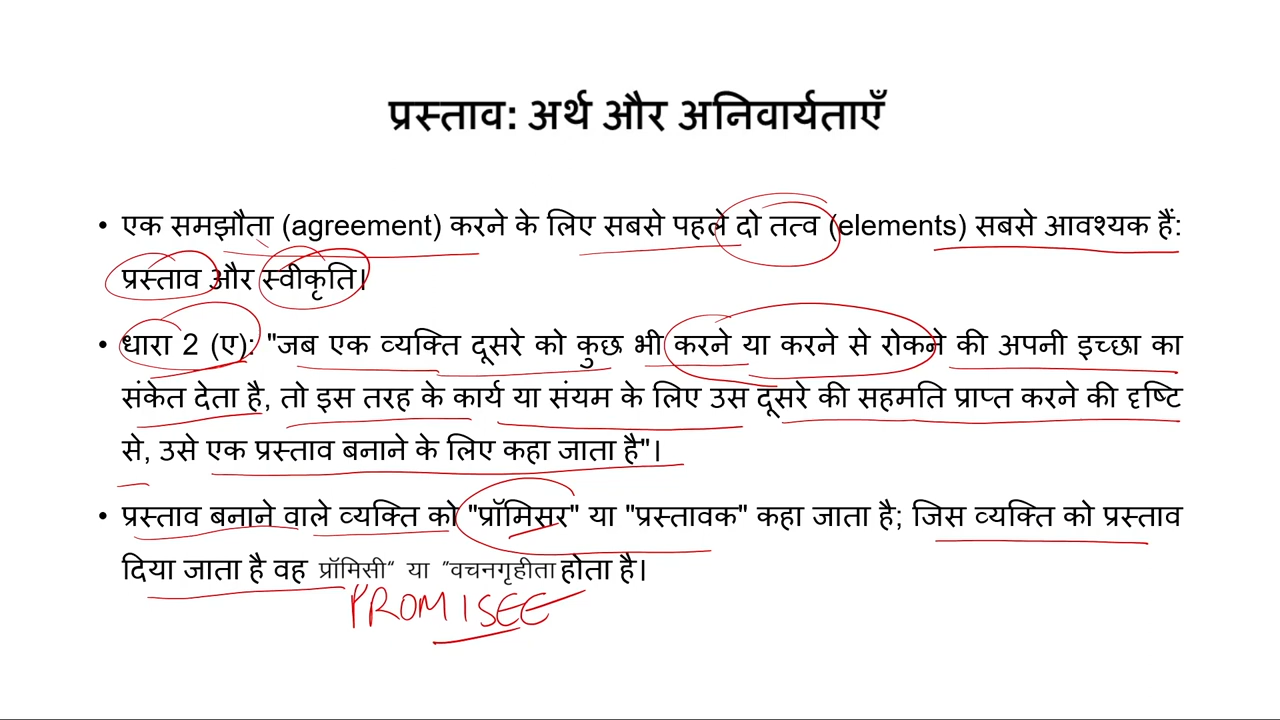 प्रस्ताव: अर्थ और अनिवार्यताएँ
• एक समझौता (agreement) करने के लिए सबसे पहले दो तत्व (elements) सबसे आवश्यक हैं:
प्रस्ताव और स्वीकृति।
• धारा 2 (ए): "जब एक व्यक्ति दूसरे को कुछ भी करने या करने से रोकने की अपनी इच्छा का
संकेत देता है, तो इस तरह के कार्य या संयम के लिए उस दूसरे की सहमति प्राप्त करने की दृष्टि
से, उसे एक प्रस्ताव बनाने के लिए कहा जाता है"।
• प्रस्ताव बनाने वाले व्यक्ति को "प्रॉमिसर" या "प्रस्तावक" कहा जाता है; जिस व्यक्ति को प्रस्ताव
दिया जाता है वह प्रॉमिसी" या "वचनगृहीता होता है।
PROMISEE